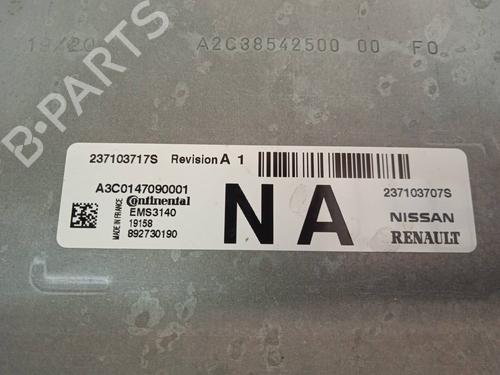 19/20 A2C38542500 00 F0
B-PARTS
237103717S Revision A 1
A3C0147090001
Continental
EMS3140
19158
892730190
MADE IN FRANCE
NA
237103707S
NISSAN
RENAULT